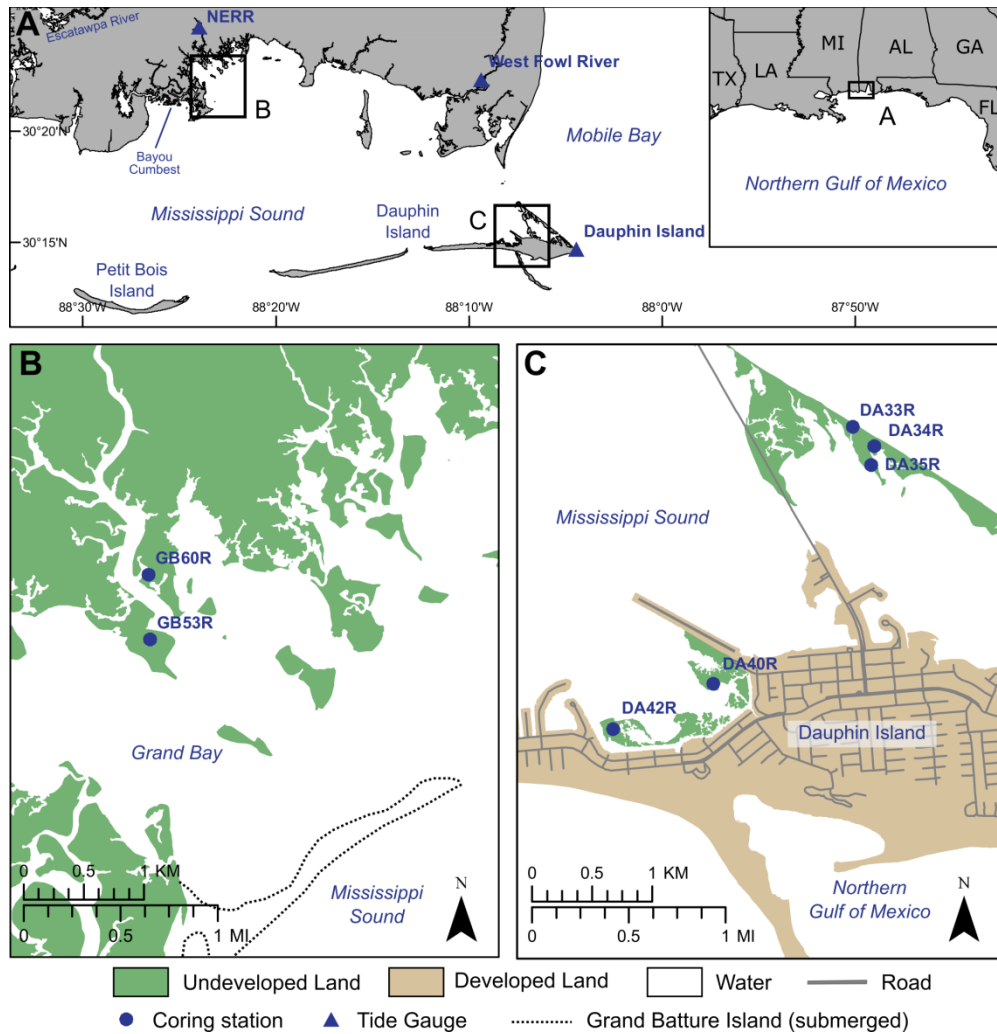 A
Escatawpa River
NERR
West Fowl River
B
30°20'N
Bayou
Cumbest
Mobile Bay
Mississippi Sound
Dauphin
Island
C
Dauphin Island
30°15'N
Petit Bois
Island
88°30'W
88°20'W
88°10'W
88°0'W
87°50'W
TX
LA
MI
AL
GA
FL
A
Northern Gulf of Mexico
B
GB60R
GB53R
Grand Bay
0
0.5
1 KM
0
0.5
1 MI
Mississippi
Sound
N
C
DA33R
DA34R
DA35R
Mississippi Sound
DA40R
DA42R
Dauphin Island
0
0.5
1 KM
0
0.5
1 MI
Northern
Gulf of Mexico
N
Undeveloped Land
Developed Land
Water
Road
Coring station
Tide Gauge
Grand Batture Island (submerged)